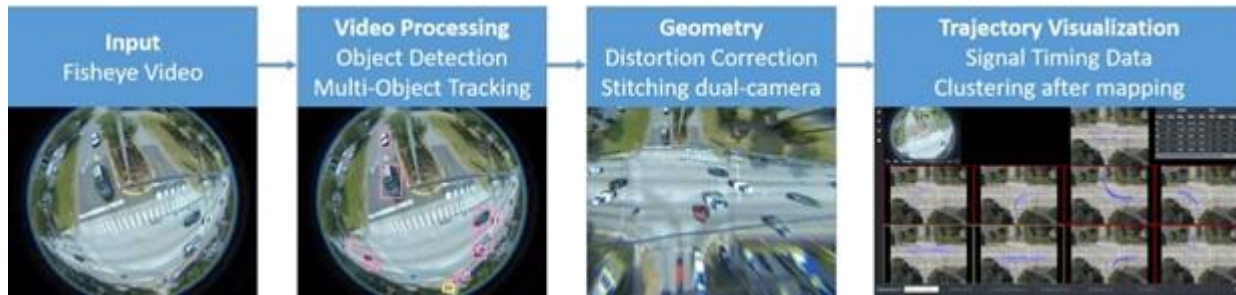 Input
Fisheye Video
Video Processing
Object Detection
Multi-Object Tracking
Geometry
Distortion Correction
Stitching dual-camera
Trajectory Visualization
Signal Timing Data
Clustering after mapping